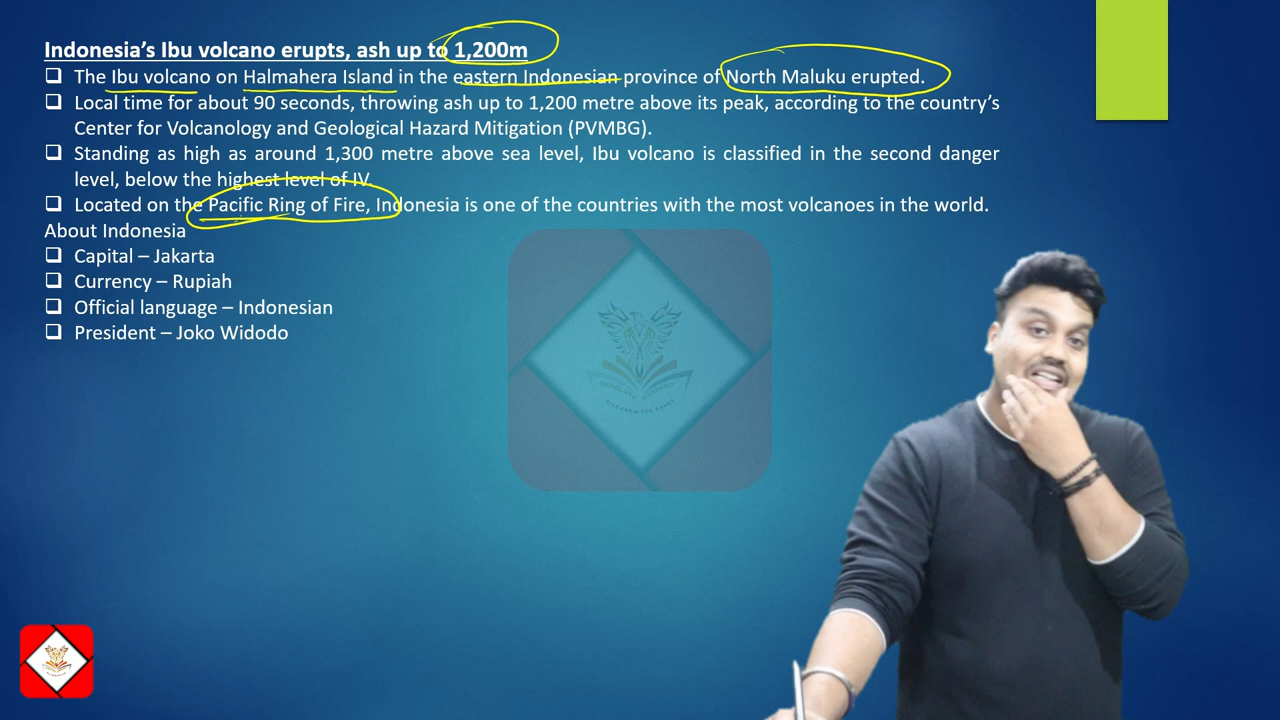 Indonesia's Ibu volcano erupts, ash up to 1,200m
❑ The Ibu volcano on Halmahera Island in the eastern Indonesian province of North Maluku erupted.
❑ Local time for about 90 seconds, throwing ash up to 1,200 metre above its peak, according to the country's
Center for Volcanology and Geological Hazard Mitigation (PVMBG).
❑ Standing as high as around 1,300 metre above sea level, Ibu volcano is classified in the second danger
level, below the highest level of IV.
❑ Located on the Pacific Ring of Fire, Indonesia is one of the countries with the most volcanoes in the world.
About Indonesia
❑ Capital – Jakarta
❑ Currency – Rupiah
❑ Official language – Indonesian
❑ President – Joko Widodo